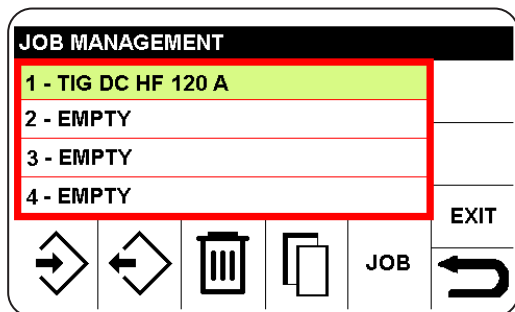 JOB MANAGEMENT
1 - TIG DC HF 120 A
2 - EMPTY
3 - EMPTY
4 - EMPTY
EXIT
JOB